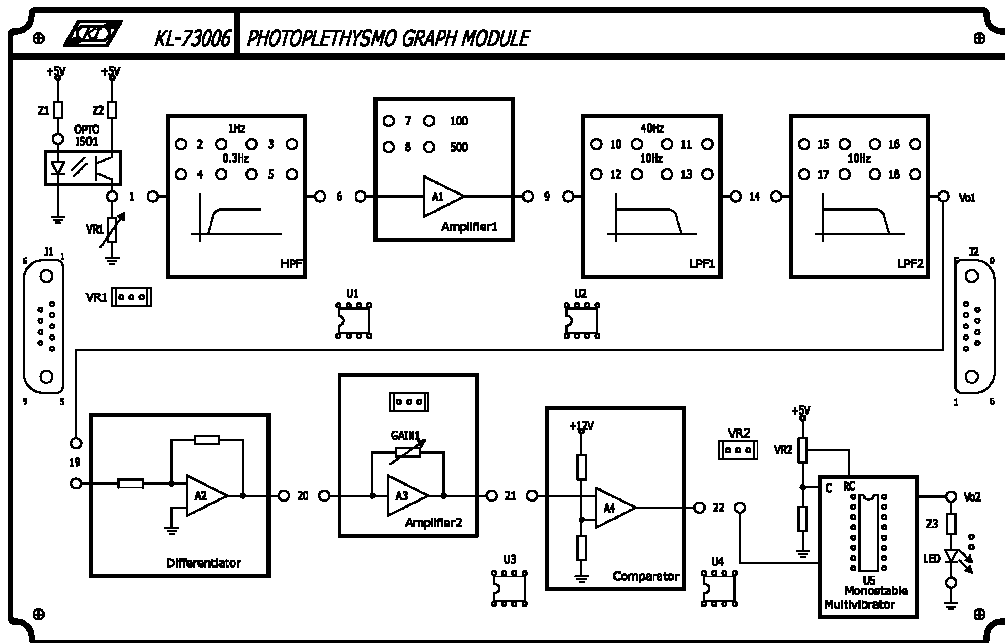 KL KL-73006 PHOTOPLETHYSMO GRAPH MODULE
+5V +5V
Z1 Z2
OPTO
ISO1
VR1
1
1Hz
2 3
0.3Hz
4 5
HPF
6
7 100
8 500
A1
Amplifier1
9
40Hz
10 11
10Hz
12 13
LPF1
14
15 16
10Hz
17 18
LPF2
Vo1
J1
6 1
9 5
VR1
U1
U2
J2
9
1 6
19
A2
Differentiator
20
GAIN1
A3
Amplifier2
21
+12V
A4
Comparator
22
U3
U4
VR2
+5V
VR2
C RC
U5
Monostable
Multivibrator
Vo2
Z3
LED